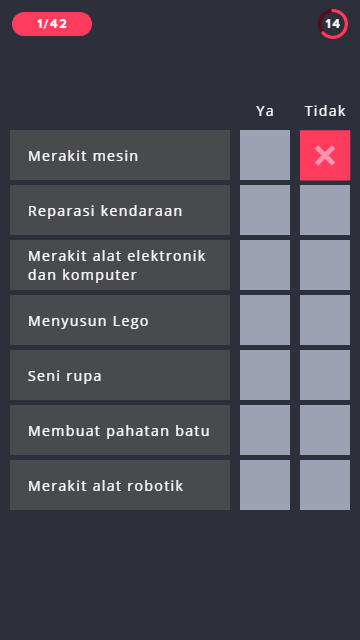 1/42
14
Ya Tidak
Merakit mesin
Reparasi kendaraan
Merakit alat elektronik
dan komputer
Menyusun Lego
Seni rupa
Membuat pahatan batu
Merakit alat robotik